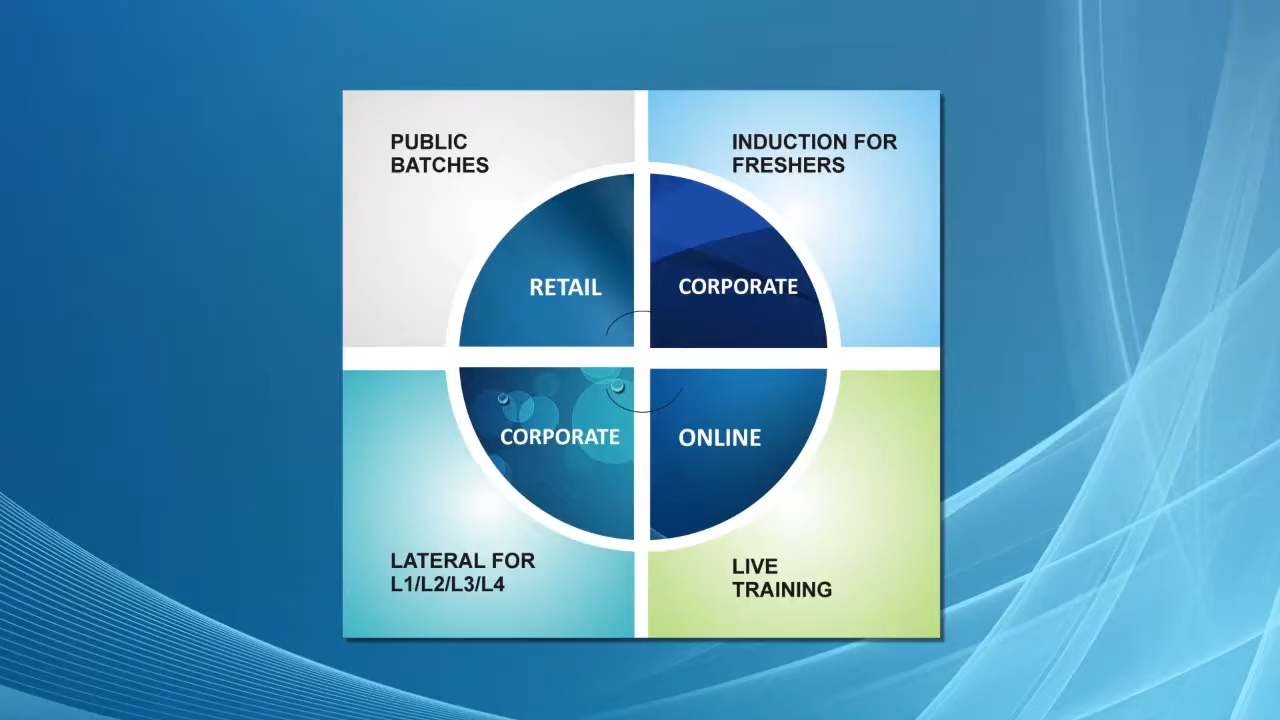 PUBLIC
BATCHES
INDUCTION FOR
FRESHERS
RETAIL
CORPORATE
CORPORATE
ONLINE
LATERAL FOR
L1/L2/L3/L4
LIVE
TRAINING